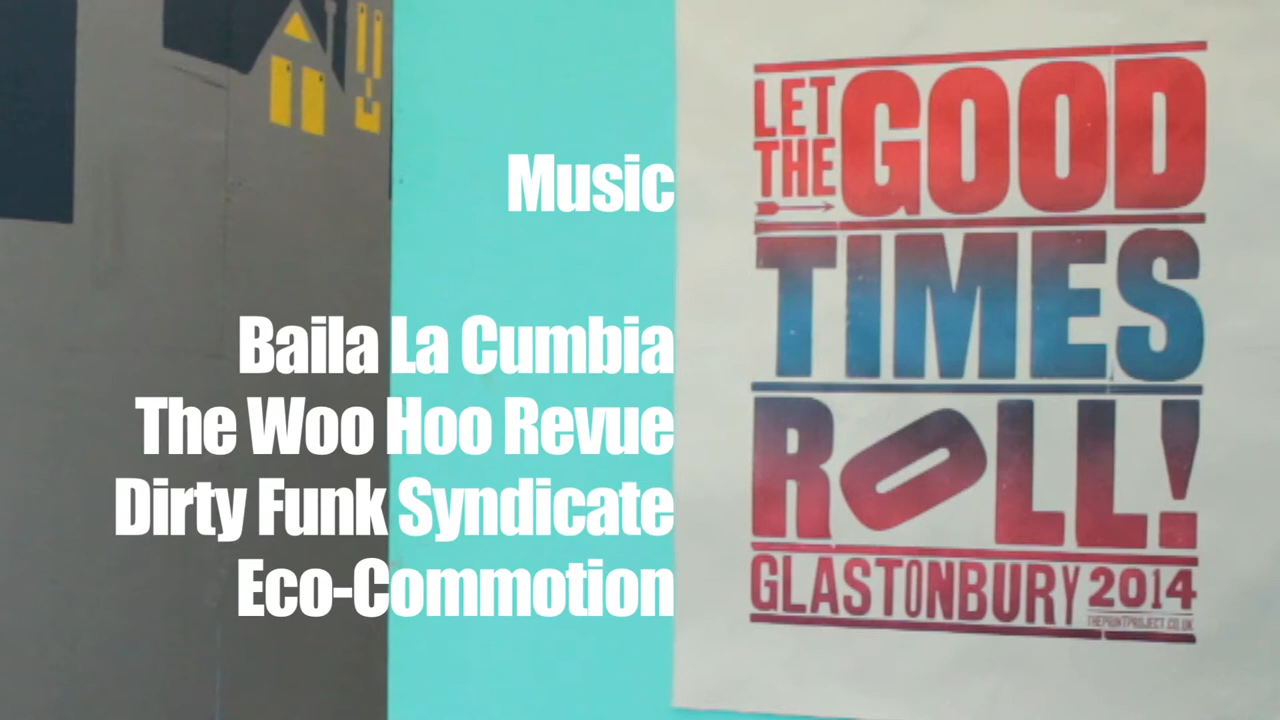 Music
Baila La Cumbia
The Woo Hoo Revue
Dirty Funk Syndicate
Eco-Commotion
LET
THE
GOOD
TIMES
ROLL!
GLASTONBURY 2014
THEPRINTPROJECT.CO.UK